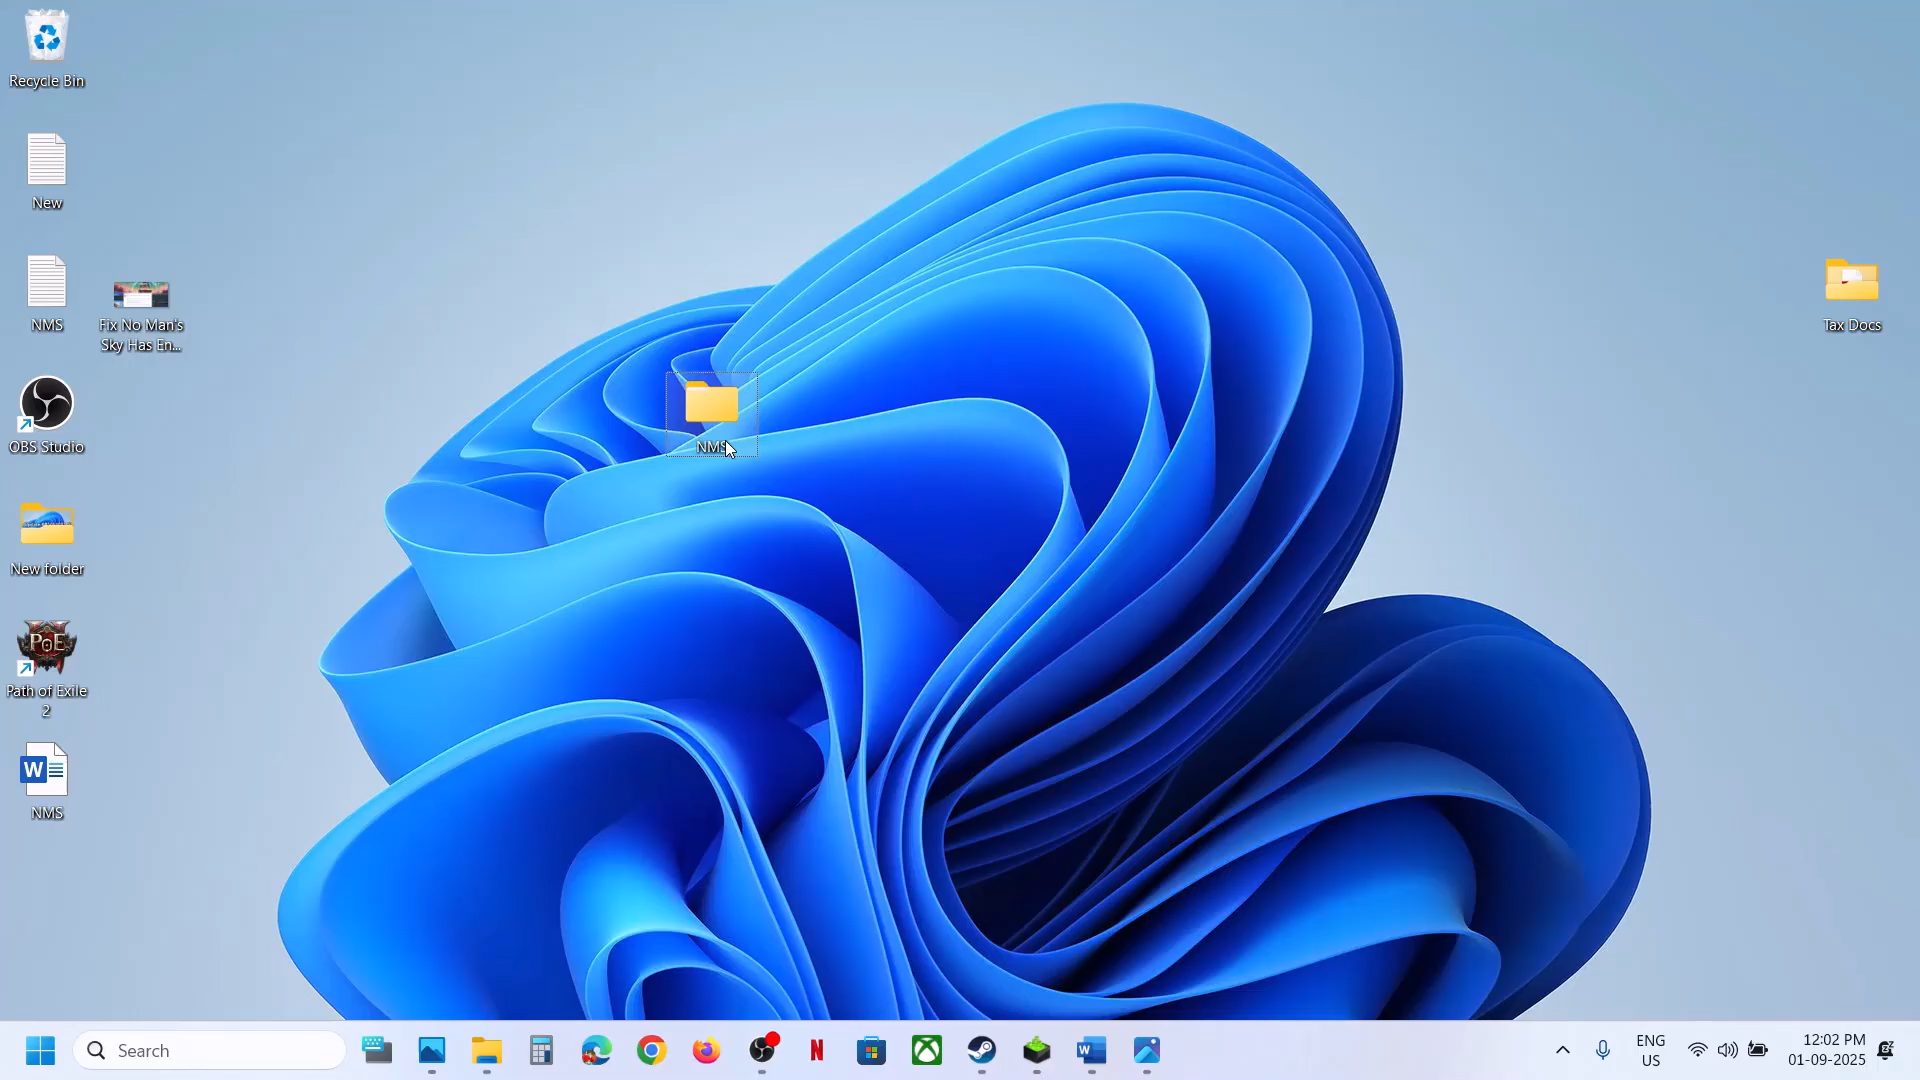 Recycle Bin
New
NMS
Fix No Man's
Sky Has En...
OBS Studio
New folder
PoE
Path of Exile
2
W
NMS
NMS
Tax Docs
Search
N
W
ENG
US
12:02 PM
01-09-2025